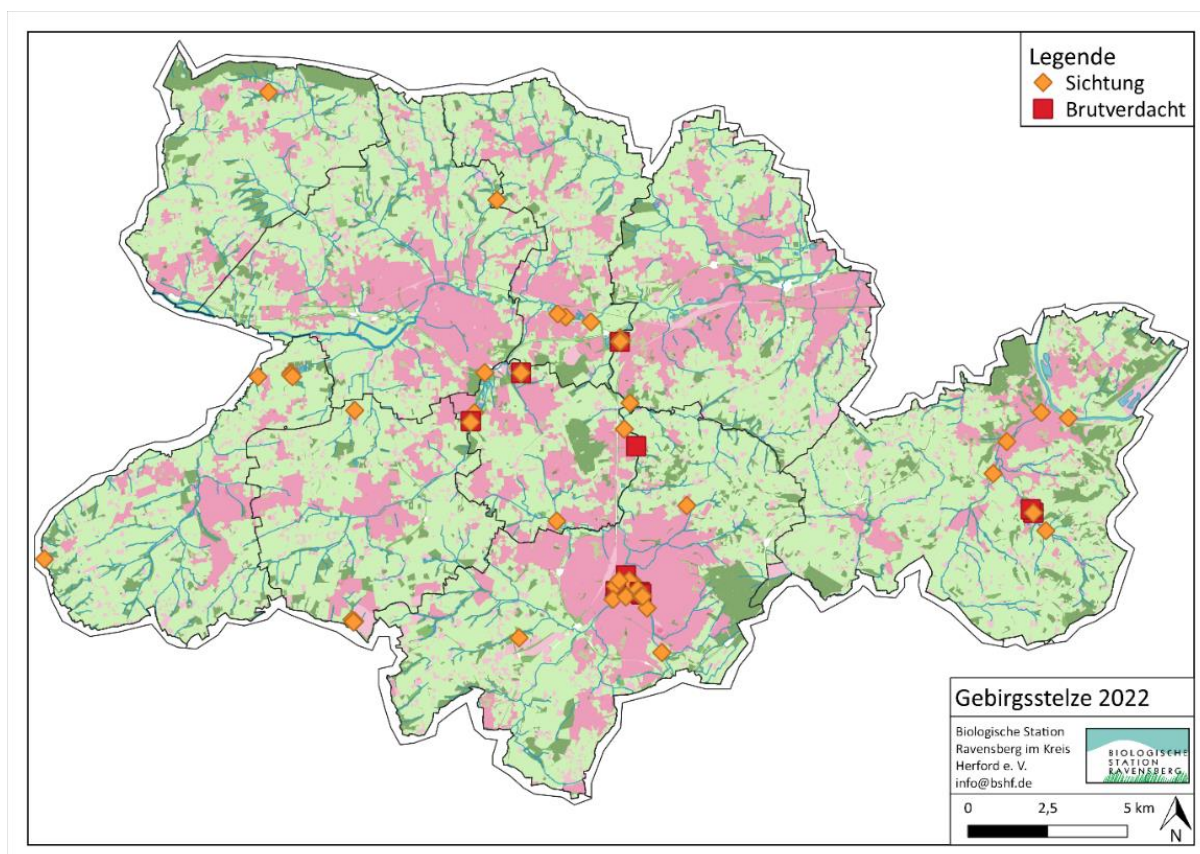 Legende
Sichtung
Brutverdacht
Gebirgsstelze 2022
Biologische Station
Ravensberg im Kreis
Herford e. V.
info@bshf.de
BIOLOGISCHE
STATION
RAVENSBERG
0 2,5 5 km
N